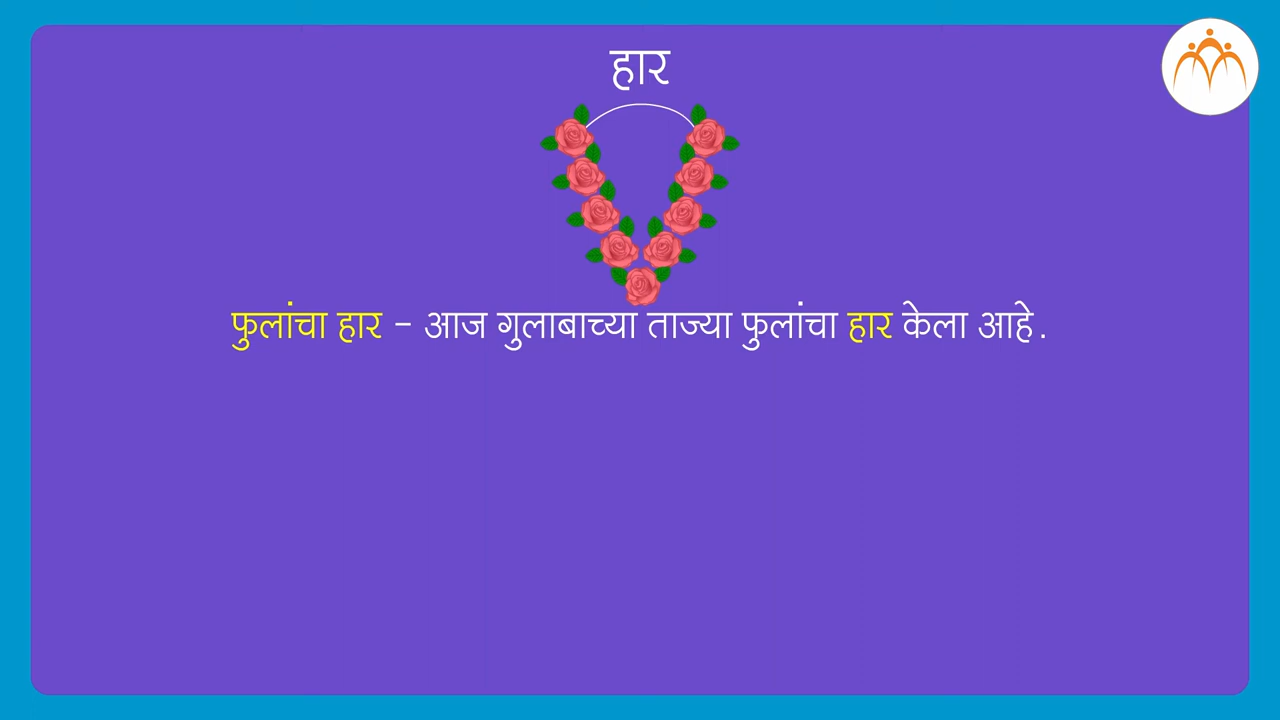 हार
फुलांचा हार - आज गुलाबाच्या ताज्या फुलांचा हार केला आहे.